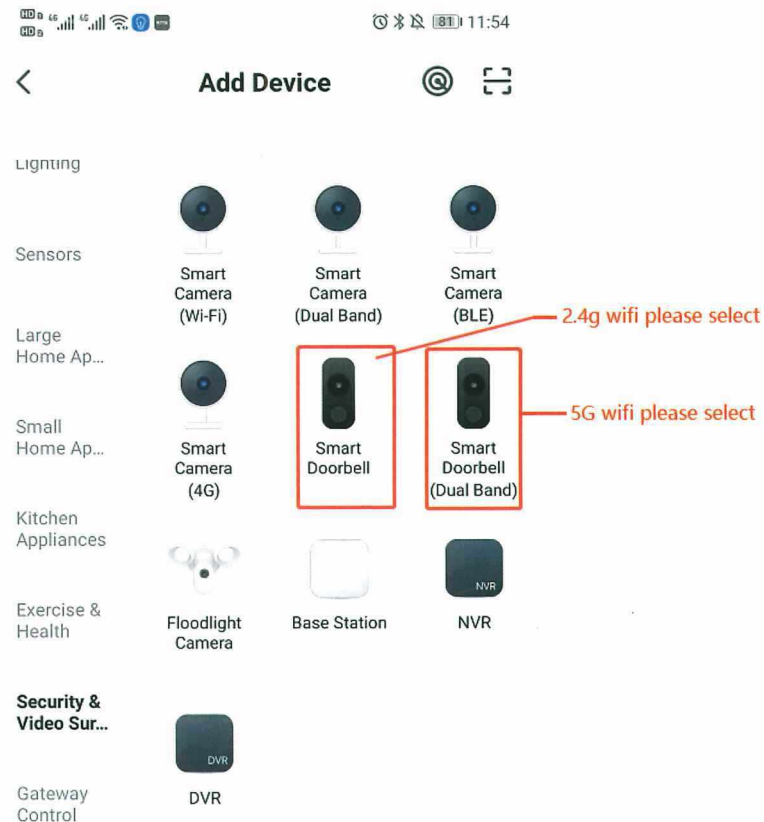 11:54
81
Add Device
Lighting
Sensors
Large
Home Ap...
Small
Home Ap...
Kitchen
Appliances
Exercise &
Health
Security &
Video Sur...
Gateway
Control
Smart
Camera
(Wi-Fi)
Smart
Camera
(Dual Band)
Smart
Camera
(BLE)
2.4g wifi please select
Smart
Camera
(4G)
Smart
Doorbell
Smart
Doorbell
(Dual Band)
5G wifi please select
Floodlight
Camera
Base Station
NVR
NVR
DVR
DVR